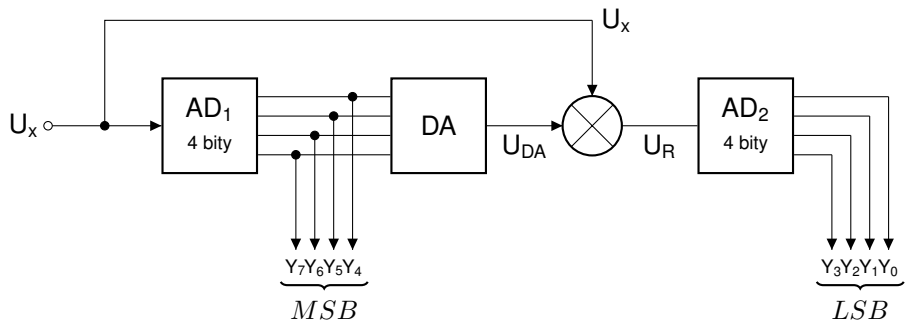 Uₓ
Uₓ
AD₁
4 bity
DA
U_DA
U_R
AD₂
4 bity
Y₇Y₆Y₅Y₄
MSB
Y₃Y₂Y₁Y₀
LSB